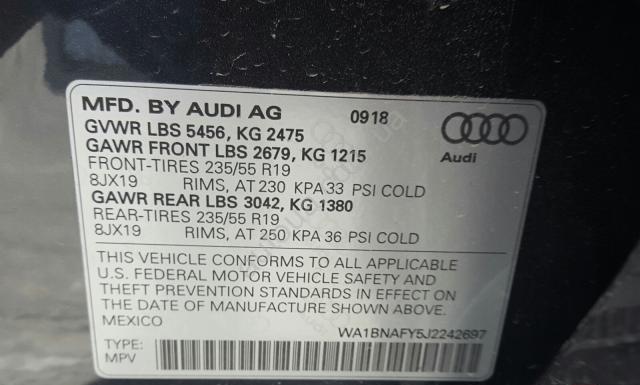 MFD. BY AUDI AG 0918
GVWR LBS 5456, KG 2475
GAWR FRONT LBS 2679, KG 1215
FRONT-TIRES 235/55 R19
8JX19 RIMS, AT 230 KPA 33 PSI COLD
GAWR REAR LBS 3042, KG 1380
REAR-TIRES 235/55 R19
8JX19 RIMS, AT 250 KPA 36 PSI COLD
Audi
THIS VEHICLE CONFORMS TO ALL APPLICABLE
U.S. FEDERAL MOTOR VEHICLE SAFETY AND
THEFT PREVENTION STANDARDS IN EFFECT ON
THE DATE OF MANUFACTURE SHOWN ABOVE.
MEXICO
WA1BNAFY5J2242697
TYPE:
MPV